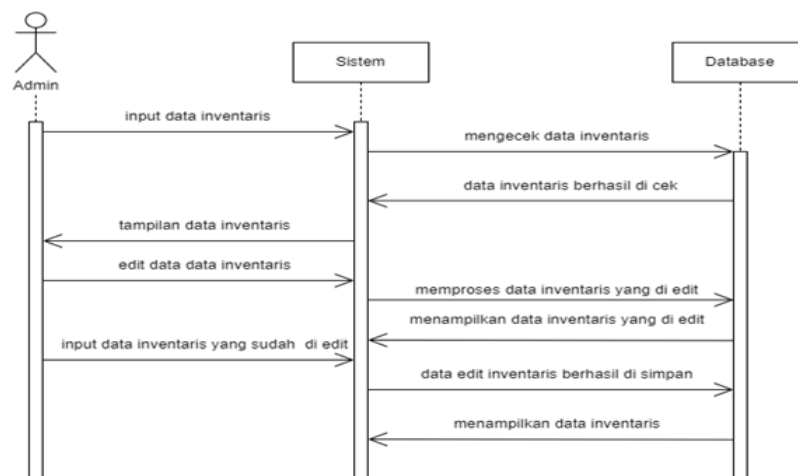 Admin
Sistem
Database
input data inventaris
mengecek data inventaris
data inventaris berhasil di cek
tampilan data inventaris
edit data data inventaris
memproses data inventaris yang di edit
menampilkan data inventaris yang di edit
input data inventaris yang sudah di edit
data edit inventaris berhasil di simpan
menampilkan data inventaris